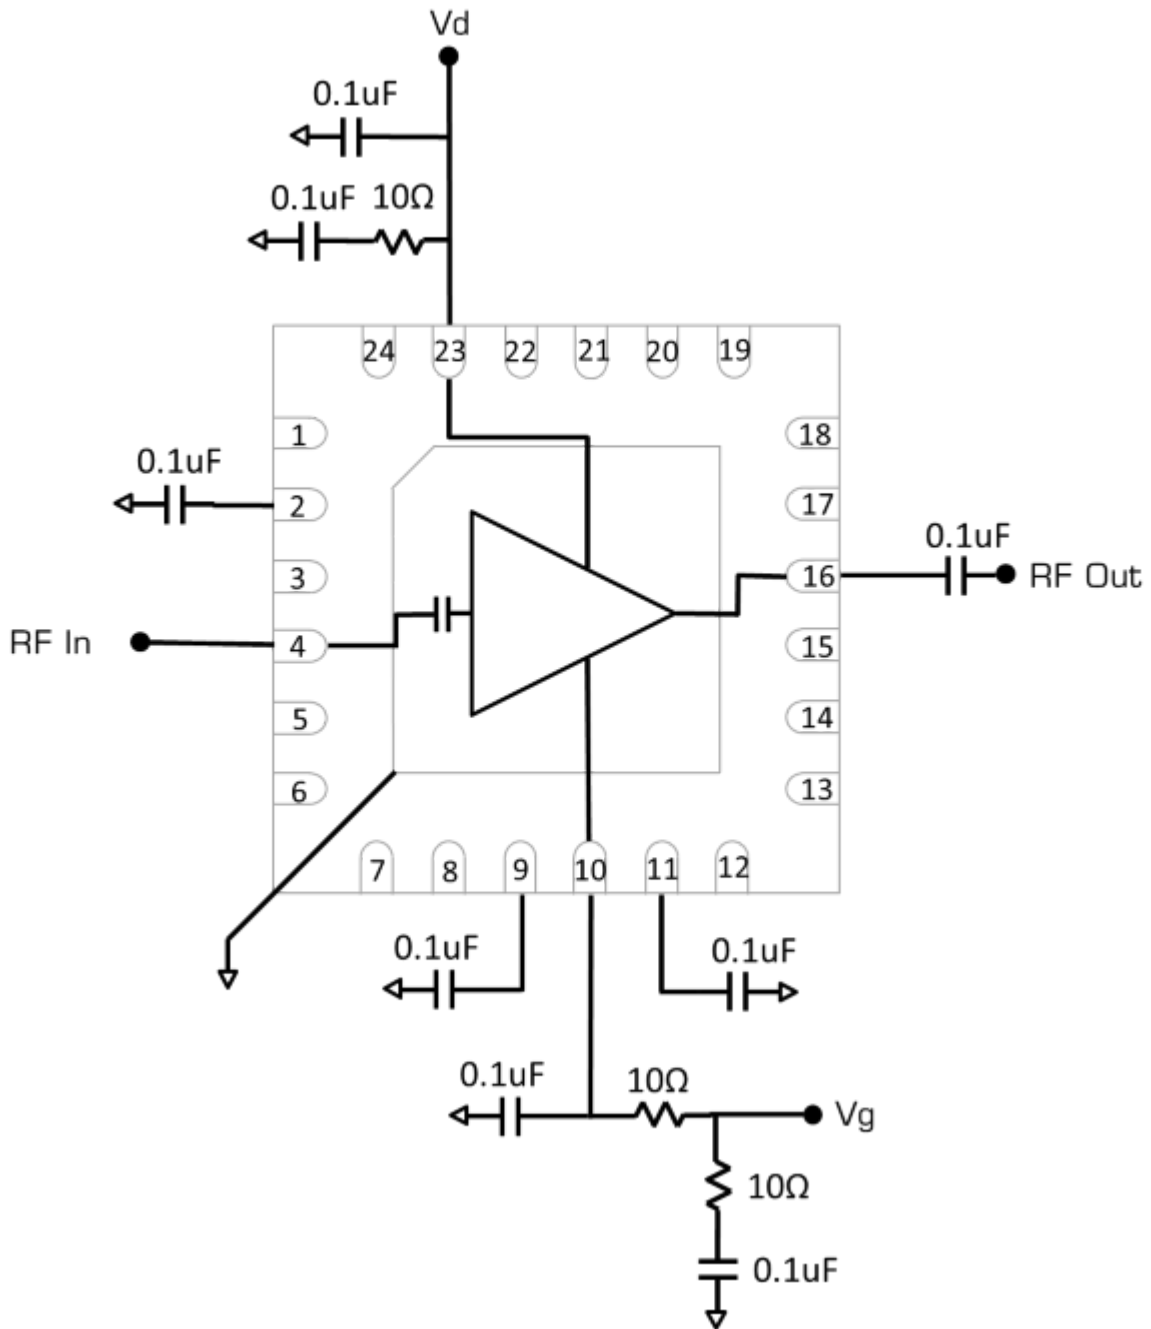 Vd
0.1uF
0.1uF 10Ω
24 23 22 21 20 19
1 18
0.1uF
2 17
0.1uF
3 16 RF Out
RF In 4 15
5 14
6 13
7 8 9 10 11 12
0.1uF 0.1uF
0.1uF 10Ω
Vg
10Ω
0.1uF